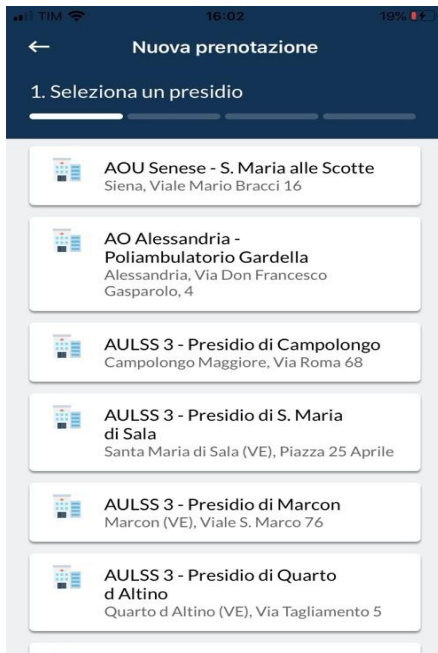 TIM 16:02 19%
Nuova prenotazione
1. Seleziona un presidio
AOU Senese - S. Maria alle Scotte
Siena, Viale Mario Bracci 16
AO Alessandria -
Poliambulatorio Gardella
Alessandria, Via Don Francesco
Gasparolo, 4
AULSS 3 - Presidio di Campolongo
Campolongo Maggiore, Via Roma 68
AULSS 3 - Presidio di S. Maria
di Sala
Santa Maria di Sala (VE), Piazza 25 Aprile
AULSS 3 - Presidio di Marcon
Marcon (VE), Viale S. Marco 76
AULSS 3 - Presidio di Quarto
d Altino
Quarto d Altino (VE), Via Tagliamento 5